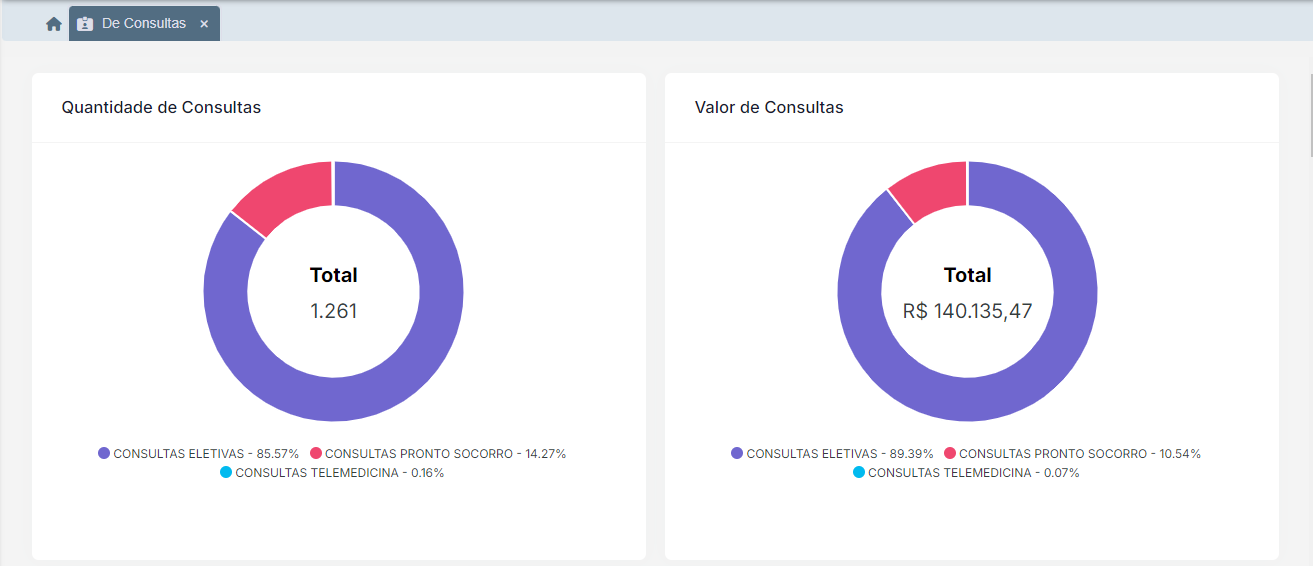 De Consultas ×
Quantidade de Consultas
Total
1.261
CONSULTAS ELETIVAS - 85.57% CONSULTAS PRONTO SOCORRO - 14.27%
CONSULTAS TELEMEDICINA - 0.16%
Valor de Consultas
Total
R$ 140.135,47
CONSULTAS ELETIVAS - 89.39% CONSULTAS PRONTO SOCORRO - 10.54%
CONSULTAS TELEMEDICINA - 0.07%